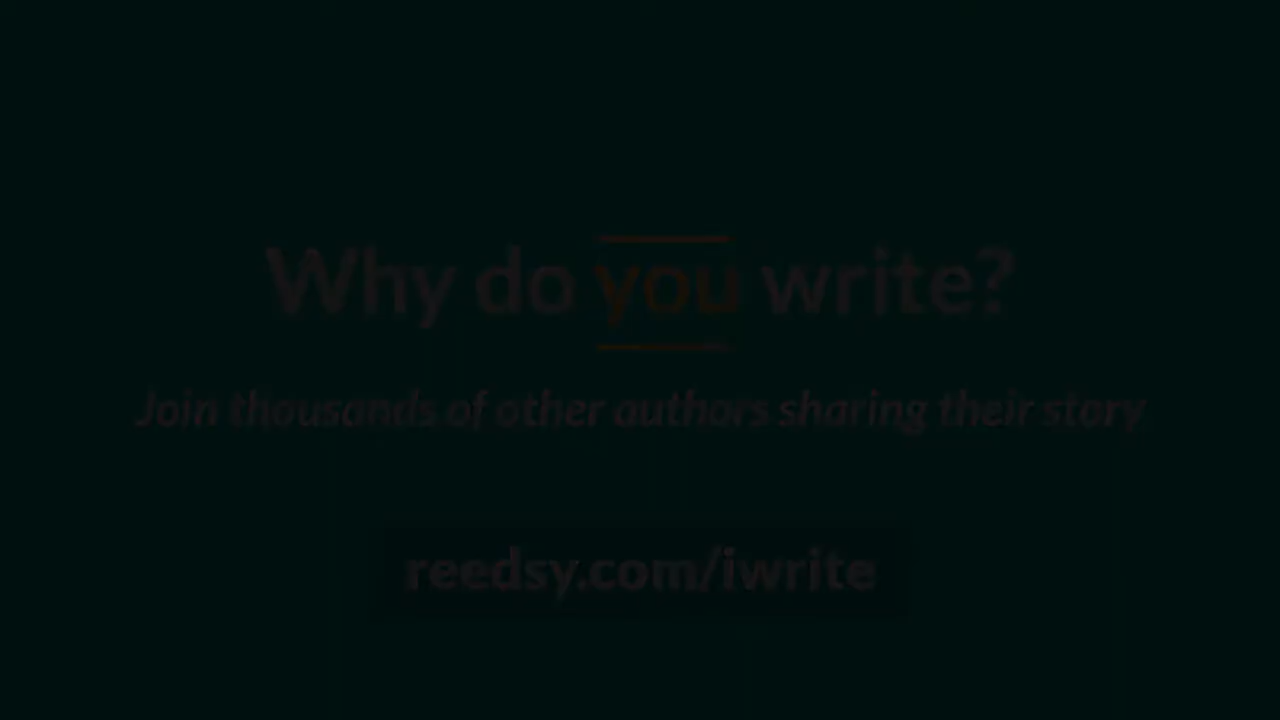 Why do you write?
Join thousands of other authors sharing their story
reedsy.com/iwrite